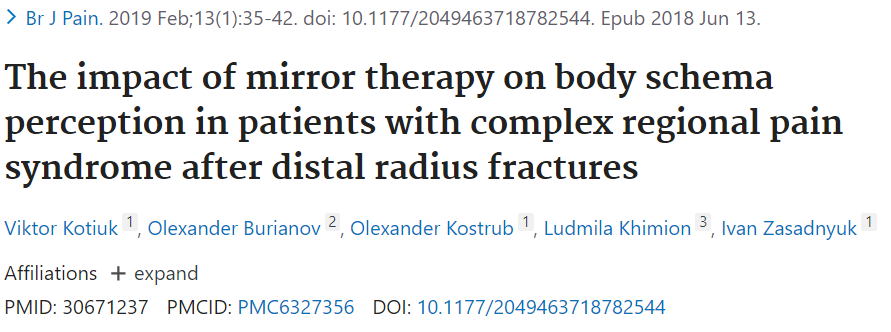 > Br J Pain. 2019 Feb;13(1):35-42. doi: 10.1177/2049463718782544. Epub 2018 Jun 13.
The impact of mirror therapy on body schema
perception in patients with complex regional pain
syndrome after distal radius fractures
Viktor Kotiuk 1, Olexander Burianov 2, Olexander Kostrub 1, Ludmila Khimion 3, Ivan Zasadnyuk 1
Affiliations + expand
PMID: 30671237 PMCID: PMC6327356 DOI: 10.1177/2049463718782544